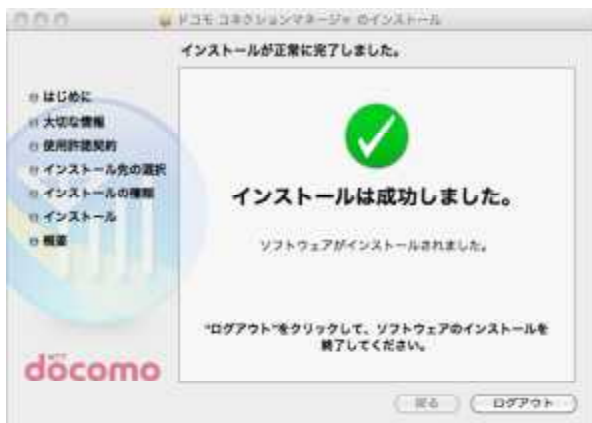 ドコモ コネクションマネージャ のインストール
インストールが正常に完了しました。
はじめに
大切な情報
使用許諾契約
インストール先の選択
インストールの種類
インストール
概要
インストールは成功しました。
ソフトウェアがインストールされました。
"ログアウト"をクリックして、ソフトウェアのインストールを
終了してください。
döcomo
戻る
ログアウト